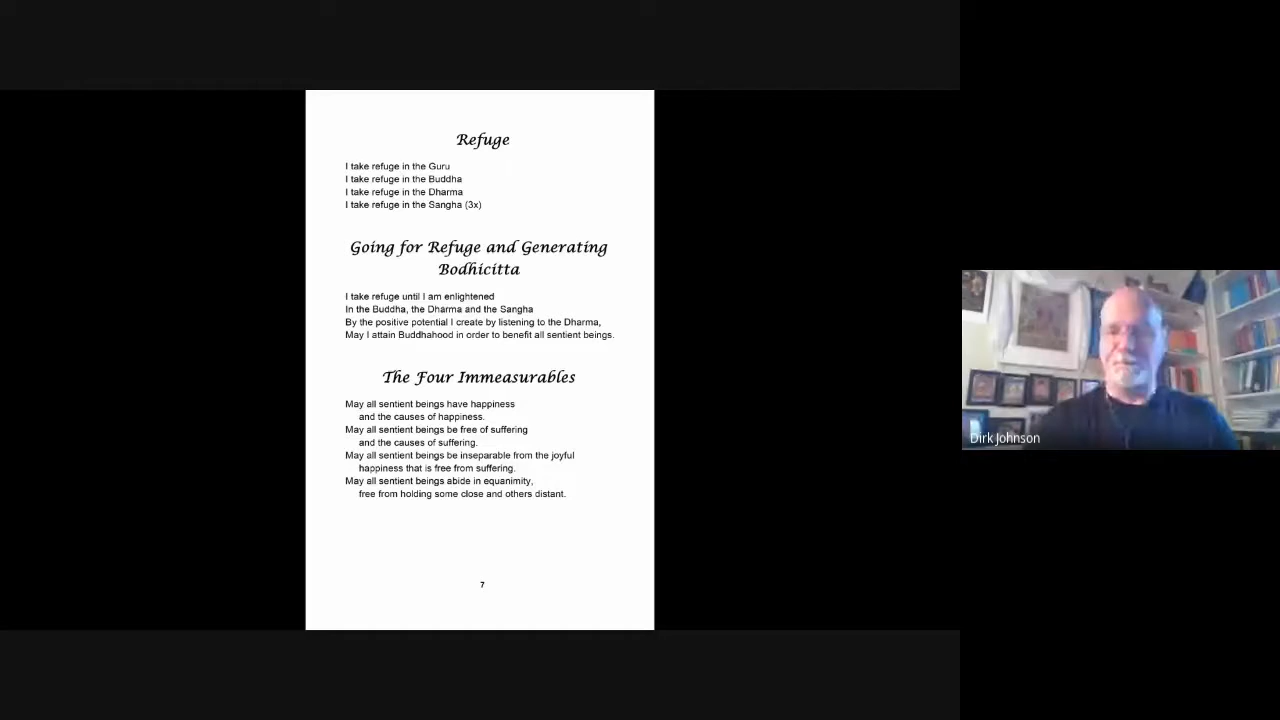 Refuge
I take refuge in the Guru
I take refuge in the Buddha
I take refuge in the Dharma
I take refuge in the Sangha (3x)
Going for Refuge and Generating
Bodhicitta
I take refuge until I am enlightened
In the Buddha, the Dharma and the Sangha
By the positive potential I create by listening to the Dharma,
May I attain Buddhahood in order to benefit all sentient beings.
The Four Immeasurables
May all sentient beings have happiness
and the causes of happiness.
May all sentient beings be free of suffering
and the causes of suffering.
May all sentient beings be inseparable from the joyful
happiness that is free from suffering.
May all sentient beings abide in equanimity,
free from holding some close and others distant.
7
Dirk Johnson